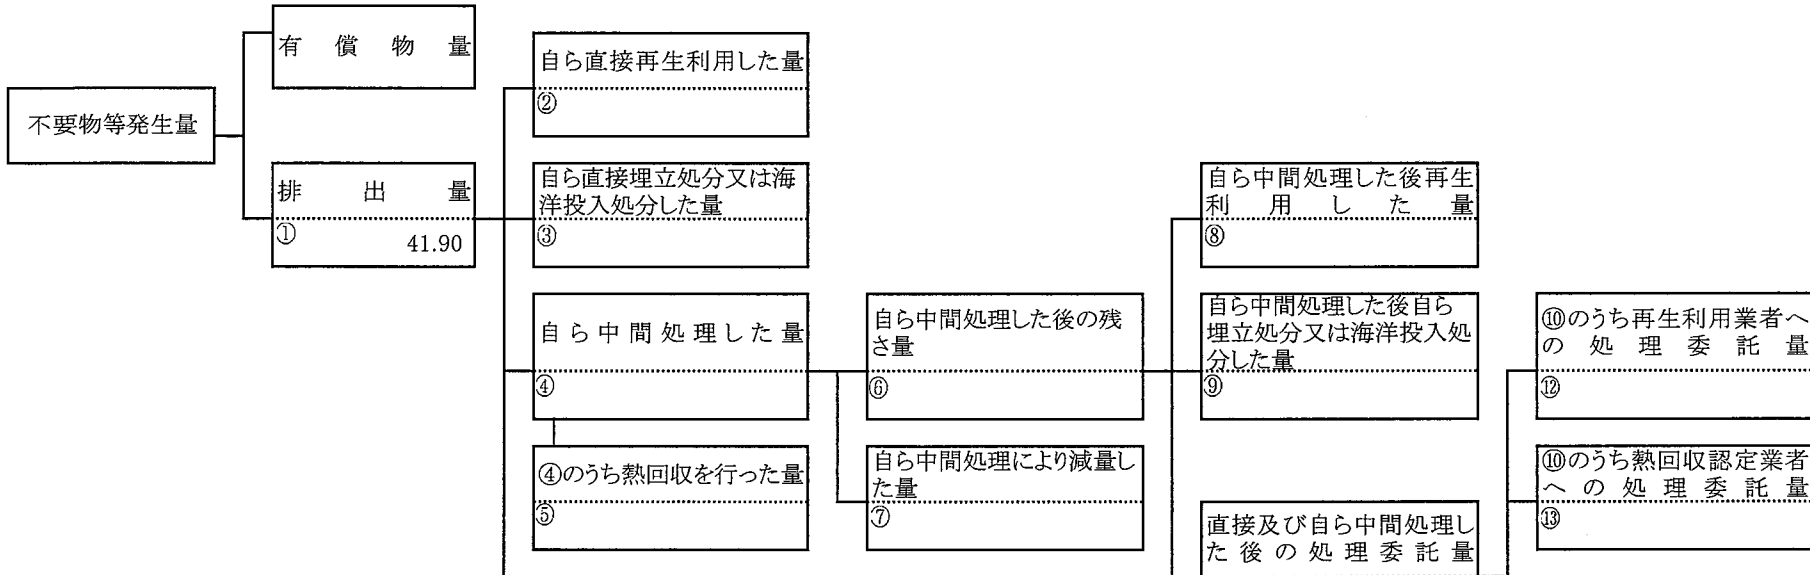 有償物量
不要物等発生量
排出量
①
41.90
自ら直接再生利用した量
②
自ら直接埋立処分又は海
洋投入処分した量
③
自ら中間処理した量
④
④のうち熱回収を行った量
⑤
自ら中間処理した後の残
さ量
⑥
自ら中間処理により減量し
た量
⑦
自ら中間処理した後再生
利用した量
⑧
自ら中間処理した後自ら
埋立処分又は海洋投入処
分した量
⑨
直接及び自ら中間処理し
た後の処理委託量
⑩のうち再生利用業者へ
の処理委託量
⑫
⑩のうち熱回収認定業者
への処理委託量
⑬